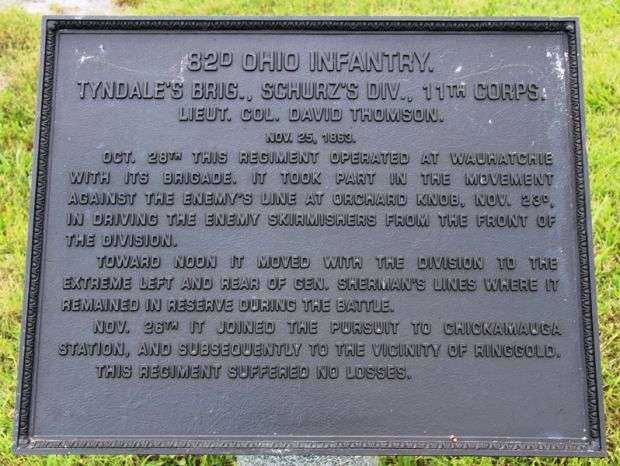 82D OHIO INFANTRY.
TYNDALE'S BRIG., SCHURZ'S DIV., 11TH CORPS.
LIEUT. COL. DAVID THOMSON.
NOV. 25, 1863.
OCT. 28TH THIS REGIMENT OPERATED AT WAUHATCHIE
WITH ITS BRIGADE. IT TOOK PART IN THE MOVEMENT
AGAINST THE ENEMY'S LINE AT ORCHARD KNOB, NOV. 23D,
IN DRIVING THE ENEMY SKIRMISHERS FROM THE FRONT OF
THE DIVISION.
TOWARD NOON IT MOVED WITH THE DIVISION TO THE
EXTREME LEFT AND REAR OF GEN. SHERMAN'S LINES WHERE IT
REMAINED IN RESERVE DURING THE BATTLE.
NOV. 26TH IT JOINED THE PURSUIT TO CHICKAMAUGA
STATION, AND SUBSEQUENTLY TO THE VICINITY OF RINGGOLD.
THIS REGIMENT SUFFERED NO LOSSES.